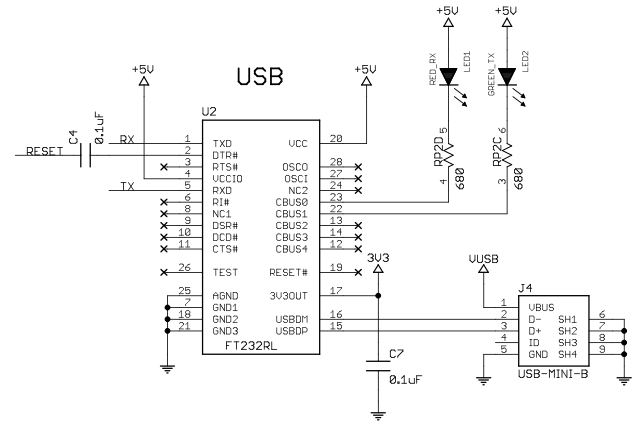 +5V +5V
RED_RX LED1 GREEN_TX LED2
+5V USB +5V
U2
C4 0.1uF
RX 1 TXD VCC 20
RESET 2 DTR#
3 RTS# OSCO 28
4 VCCIO OSCI 27
TX 5 RXD NC2 24
6 RI# CBUS0 23
8 NC1 CBUS1 22
9 DSR# CBUS2 13
10 DCD# CBUS3 14
11 CTS# CBUS4 12
26 TEST RESET# 19
25 AGND 3V3OUT 17
7 GND1
18 GND2 USBDM 16
21 GND3 USBDP 15
FT232RL
5 RP2D 4 680
6 RP2C 3 680
3V3
C7
0.1uF
VUSB
J4
1 VBUS
2 D- SH1 6
3 D+ SH2 7
4 ID SH3 8
5 GND SH4 9
USB-MINI-B